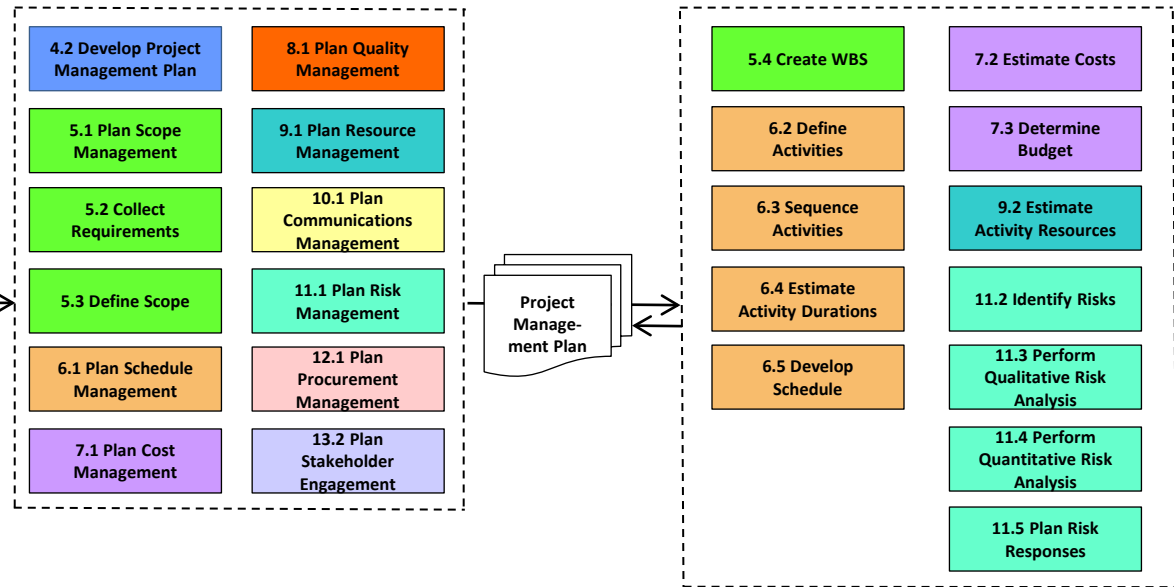 4.2 Develop Project
Management Plan
5.1 Plan Scope
Management
5.2 Collect
Requirements
5.3 Define Scope
6.1 Plan Schedule
Management
7.1 Plan Cost
Management
8.1 Plan Quality
Management
9.1 Plan Resource
Management
10.1 Plan
Communications
Management
11.1 Plan Risk
Management
12.1 Plan
Procurement
Management
13.2 Plan
Stakeholder
Engagement
Project
Manage-
ment Plan
5.4 Create WBS
6.2 Define
Activities
6.3 Sequence
Activities
6.4 Estimate
Activity Durations
6.5 Develop
Schedule
7.2 Estimate Costs
7.3 Determine
Budget
9.2 Estimate
Activity Resources
11.2 Identify Risks
11.3 Perform
Qualitative Risk
Analysis
11.4 Perform
Quantitative Risk
Analysis
11.5 Plan Risk
Responses